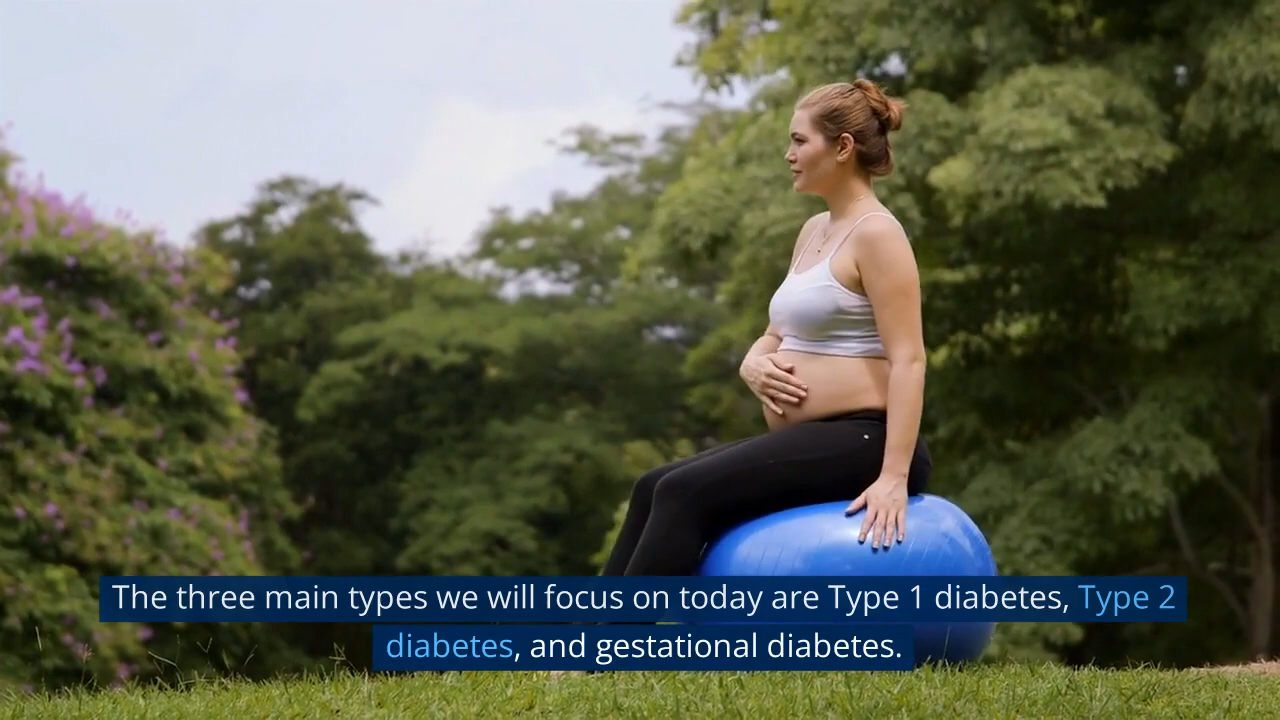 The three main types we will focus on today are Type 1 diabetes, Type 2
diabetes, and gestational diabetes.